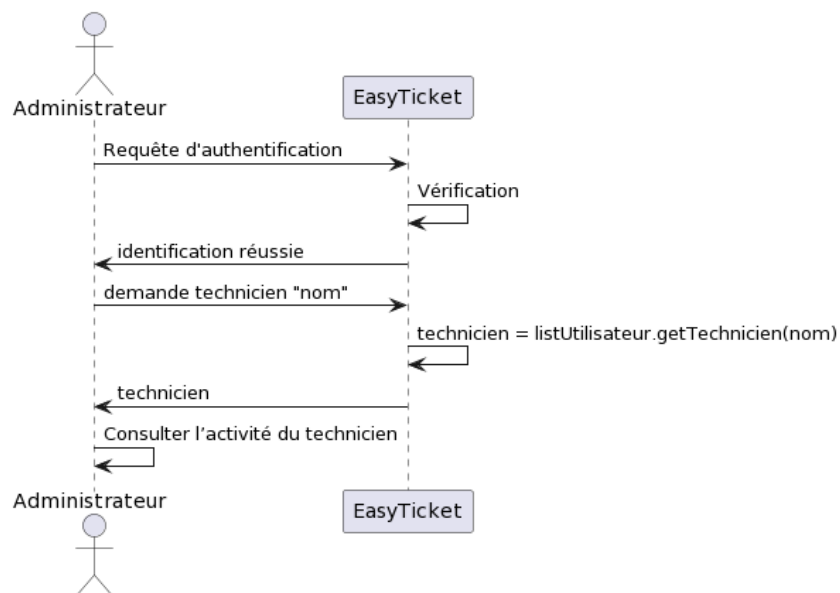 Administrateur
EasyTicket
Requête d'authentification
Vérification
identification réussie
demande technicien "nom"
technicien = listUtilisateur.getTechnicien(nom)
technicien
Consulter l’activité du technicien
Administrateur
EasyTicket